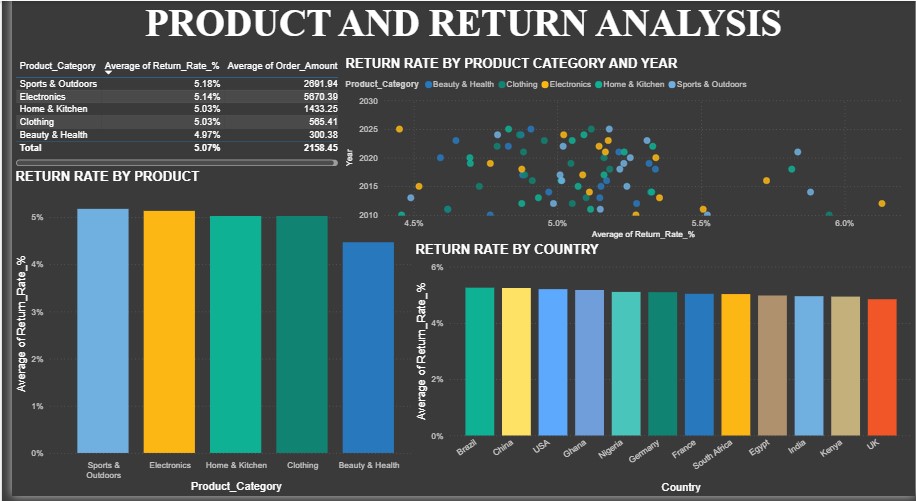 PRODUCT AND RETURN ANALYSIS
Product_Category Average of Return_Rate_% Average of Order_Amount
Sports & Outdoors 5.18% 2691.94
Electronics 5.14% 5670.39
Home & Kitchen 5.03% 1433.25
Clothing 5.03% 565.41
Beauty & Health 4.97% 300.38
Total 5.07% 2158.45
RETURN RATE BY PRODUCT CATEGORY AND YEAR
Product_Category Beauty & Health Clothing Electronics Home & Kitchen Sports & Outdoors
2030
2025
2020
2015
2010
Year
4.5% 5.0% 5.5% 6.0%
Average of Return_Rate_%
RETURN RATE BY PRODUCT
5%
4%
3%
2%
1%
0%
Average of Return_Rate_%
Sports & Outdoors Electronics Home & Kitchen Clothing Beauty & Health
Product_Category
RETURN RATE BY COUNTRY
6%
4%
2%
0%
Average of Return_Rate_%
Brazil China USA Ghana Nigeria Germany France South Africa Egypt India Kenya UK
Country